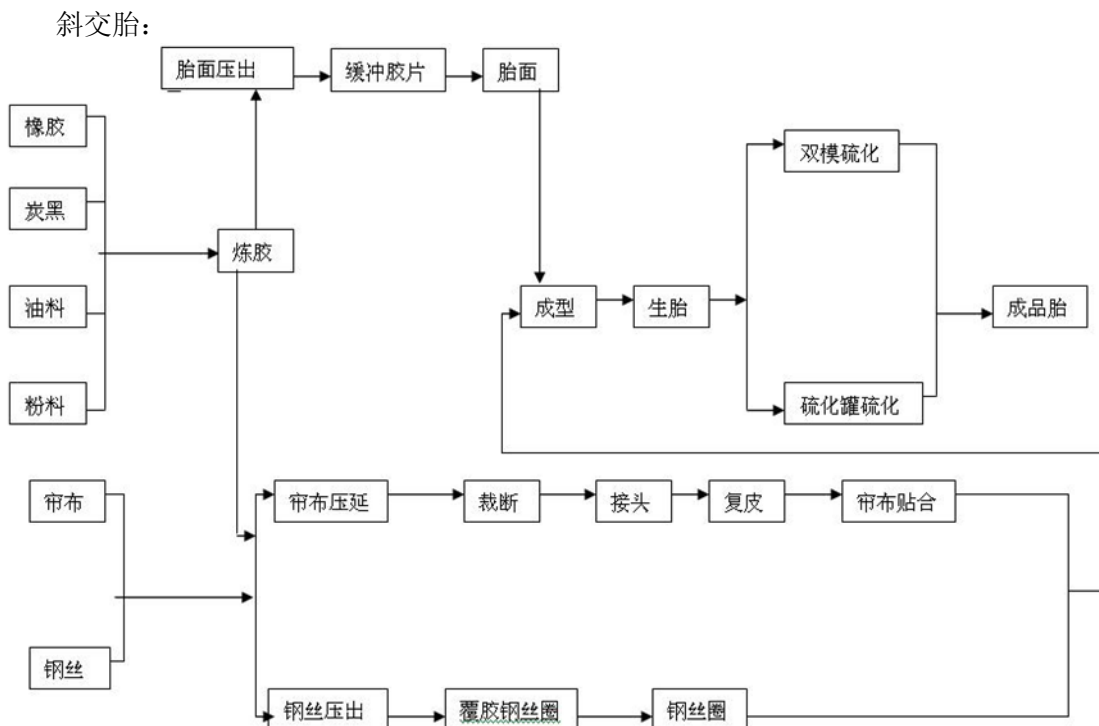 斜交胎：
胎面压出
缓冲胶片
胎面
橡胶
炭黑
油料
粉料
炼胶
成型
生胎
双模硫化
硫化罐硫化
成品胎
帘布
钢丝
帘布压延
裁断
接头
复皮
帘布贴合
钢丝压出
覆胶钢丝圈
钢丝圈